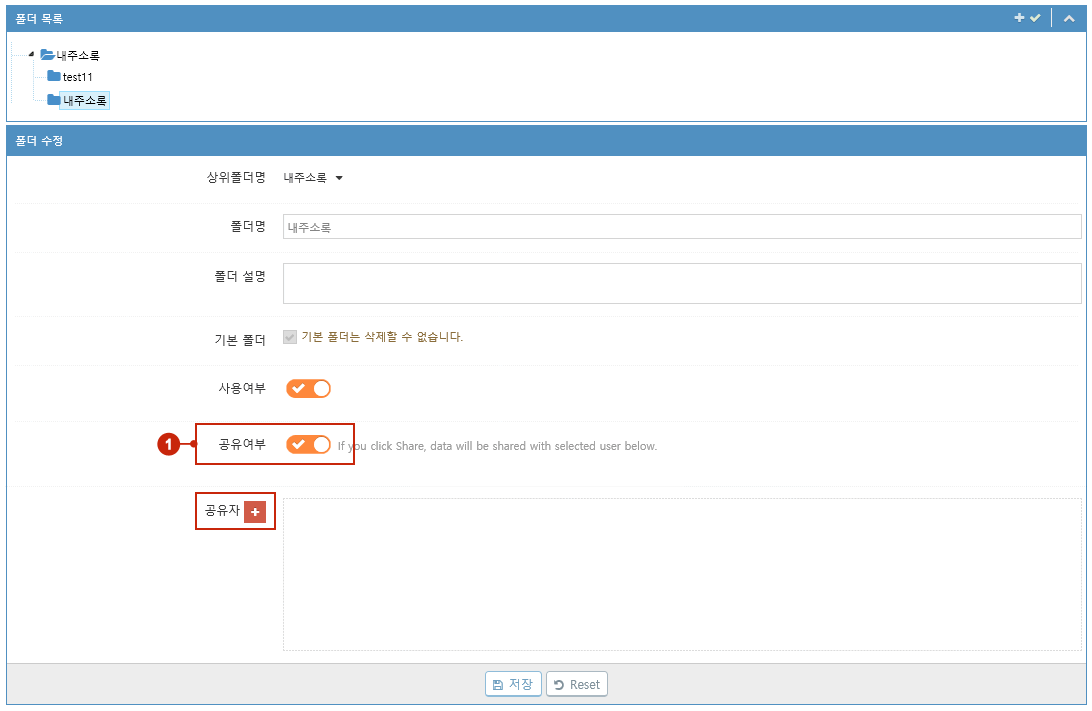 폴더 목록
내주소록
test11
내주소록
폴더 수정
상위폴더명 내주소록
폴더명 내주소록
폴더 설명
기본 폴더 기본 폴더는 삭제할 수 없습니다.
사용여부
1 공유여부 If you click Share, data will be shared with selected user below.
공유자
저장 Reset